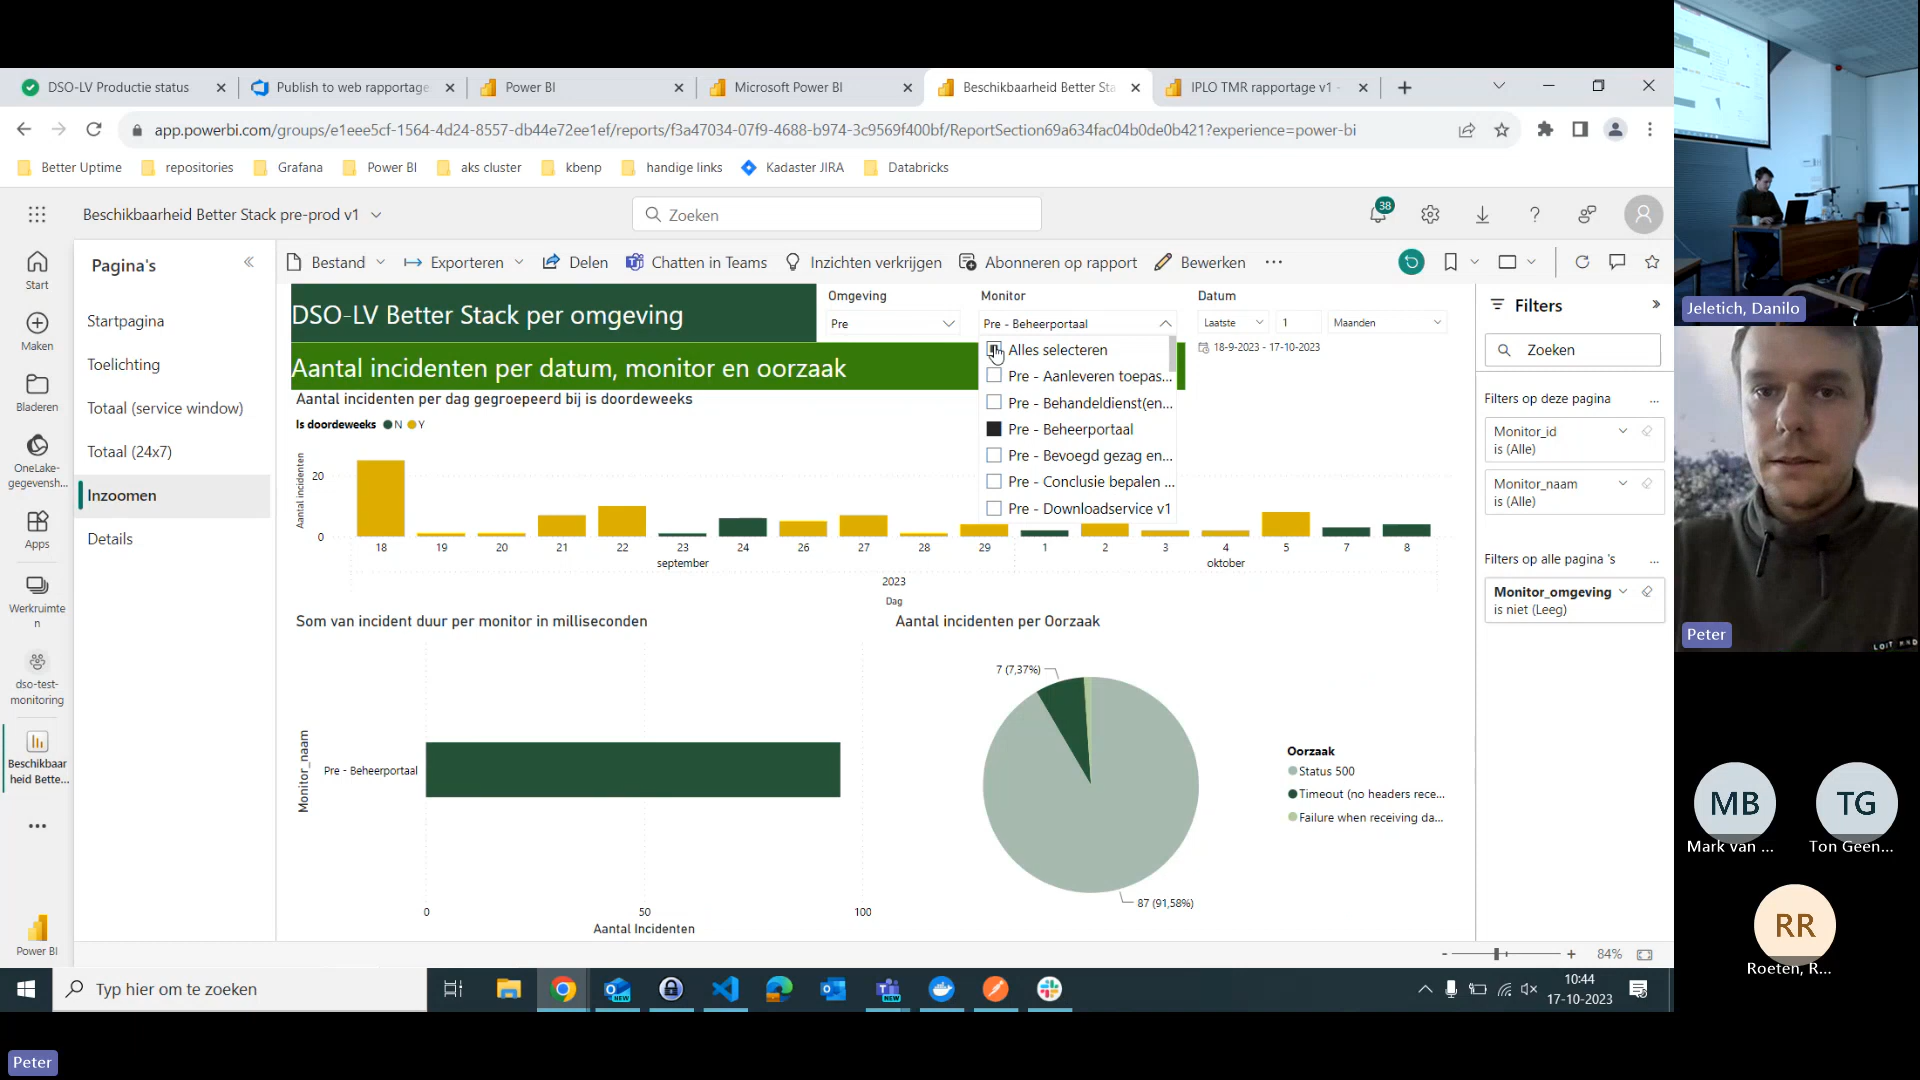 DSO-LV Productie status
Publish to web rapportage
Power BI
Microsoft Power BI
Beschikbaarheid Better Sta
IPLO TMR rapportage v1 -
app.powerbi.com/groups/e1eee5cf-1564-4d24-8557-db44e72ee1ef/reports/f3a47034-07f9-4688-b974-3c9569f400bf/ReportSection69a634fac04b0de0b421?experience=power-bi
Better Uptime
repositories
Grafana
Power BI
aks cluster
kbenp
handige links
Kadaster JIRA
Databricks
Beschikbaarheid Better Stack pre-prod v1
Zoeken
38
Start
Maken
Bladeren
OneLake-
gegevensh...
Apps
Werkruimte
n
dso-test-
monitoring
Beschikbaar
heid Bette...
Power BI
Pagina's
Startpagina
Toelichting
Totaal (service window)
Totaal (24x7)
Inzoomen
Details
Bestand
Exporteren
Delen
Chatten in Teams
Inzichten verkrijgen
Abonneren op rapport
Bewerken
DSO-LV Better Stack per omgeving
Aantal incidenten per datum, monitor en oorzaak
Omgeving
Pre
Monitor
Pre - Beheerportaal
Alles selecteren
Pre - Aanleveren toepas...
Pre - Behandeldienst(en...
Pre - Beheerportaal
Pre - Bevoegd gezag en...
Pre - Conclusie bepalen ...
Pre - Downloadservice v1
Datum
Laatste
1
Maanden
18-9-2023 - 17-10-2023
Aantal incidenten per dag gegroepeerd bij is doordeweeks
Is doordeweeks N Y
Aantal incidenten
20
0
18 19 20 21 22 23 24 26 27 28 29 1 2 3 4 5 7 8
september oktober
2023
Dag
Som van incident duur per monitor in milliseconden
Monitor_naam
Pre - Beheerportaal
0 50 100
Aantal Incidenten
Aantal incidenten per Oorzaak
7 (7,37%)
87 (91,58%)
Oorzaak
Status 500
Timeout (no headers rece...
Failure when receiving da...
Filters
Zoeken
Filters op deze pagina ...
Monitor_id
is (Alle)
Monitor_naam
is (Alle)
Filters op alle pagina 's ...
Monitor_omgeving
is niet (Leeg)
- + 84%
Typ hier om te zoeken
NEW
NEW
10:44
17-10-2023
Jeletich, Danilo
Peter
MB
Mark van ...
TG
Ton Geen...
RR
Roeten, R...
Peter